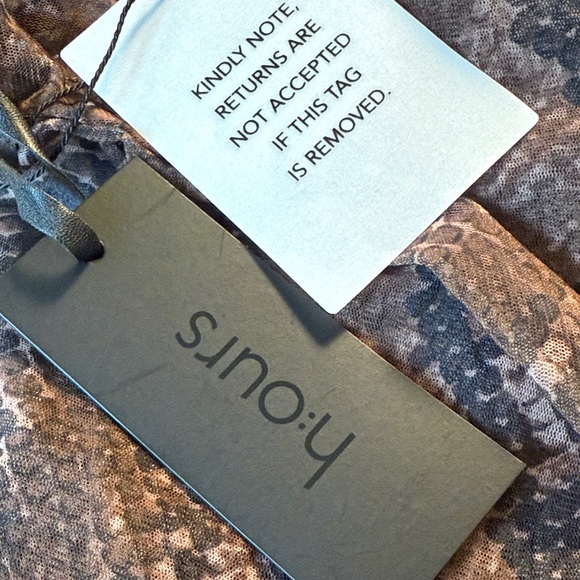 KINDLY NOTE,
RETURNS ARE
NOT ACCEPTED
IF THIS TAG
IS REMOVED.
h:ours